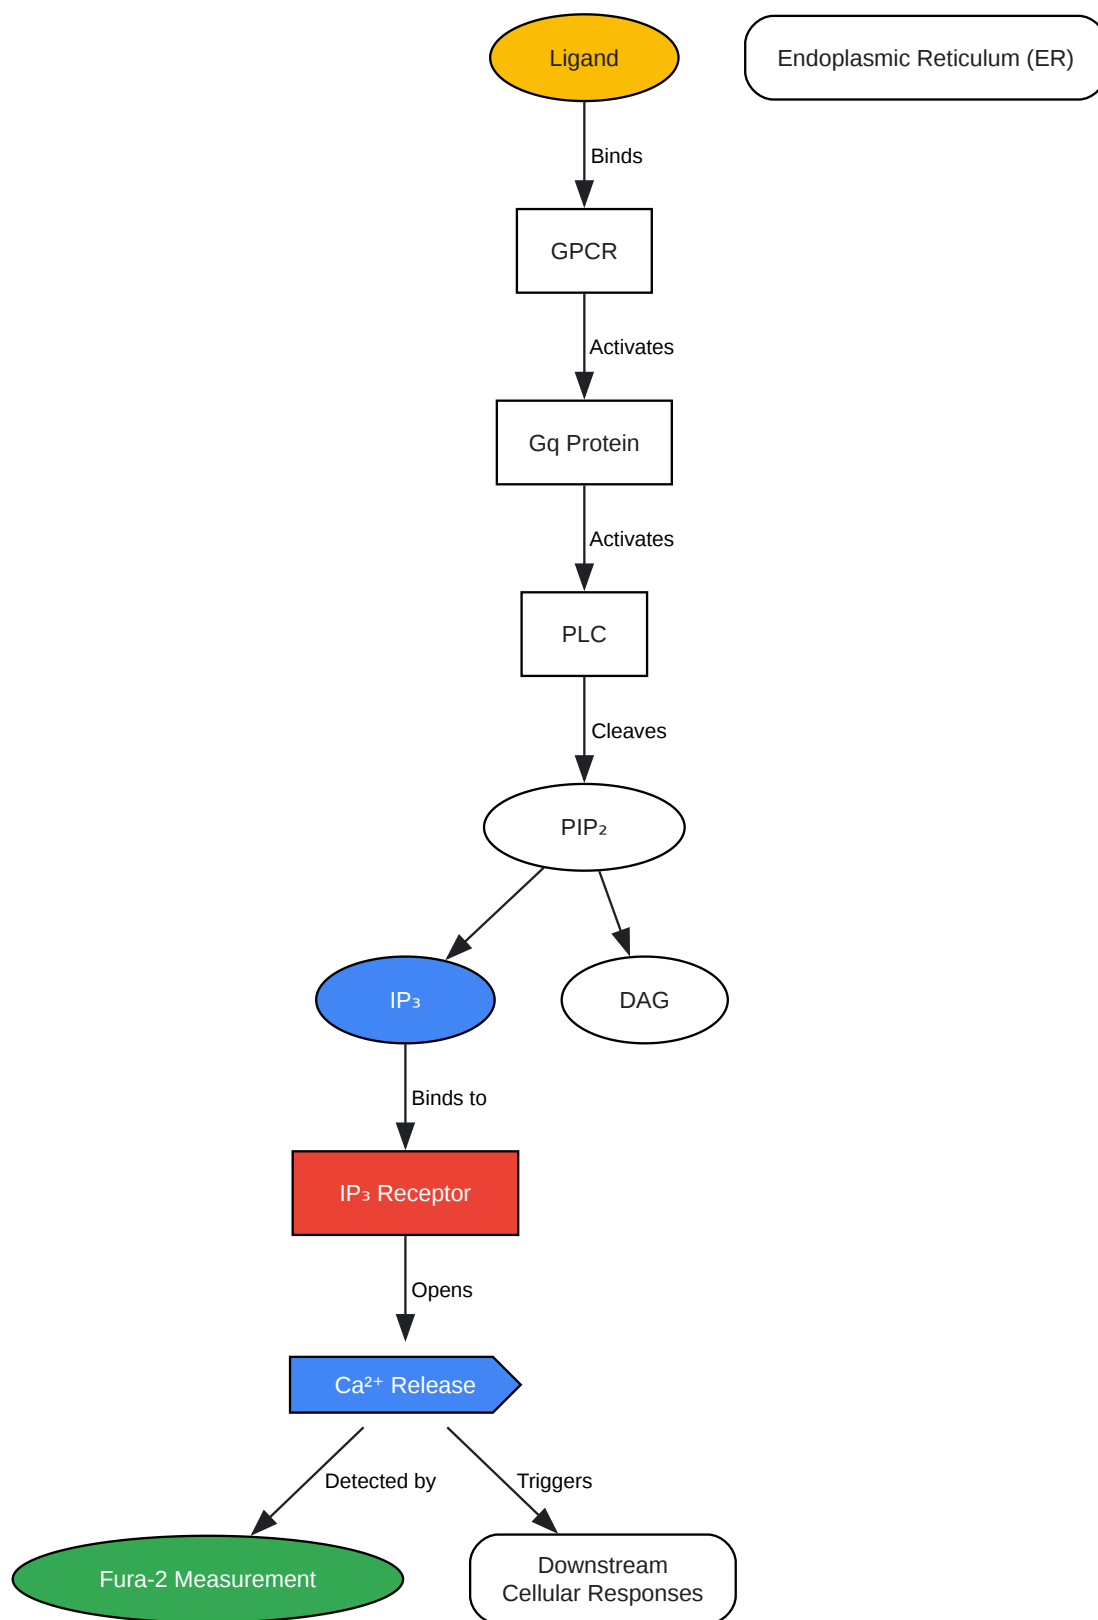 Ligand
Endoplasmic Reticulum (ER)
Binds
GPCR
Activates
Gq Protein
Activates
PLC
Cleaves
PIP₂
IP₃
DAG
Binds to
IP₃ Receptor
Opens
Ca²⁺ Release
Detected by
Triggers
Fura-2 Measurement
Downstream
Cellular Responses